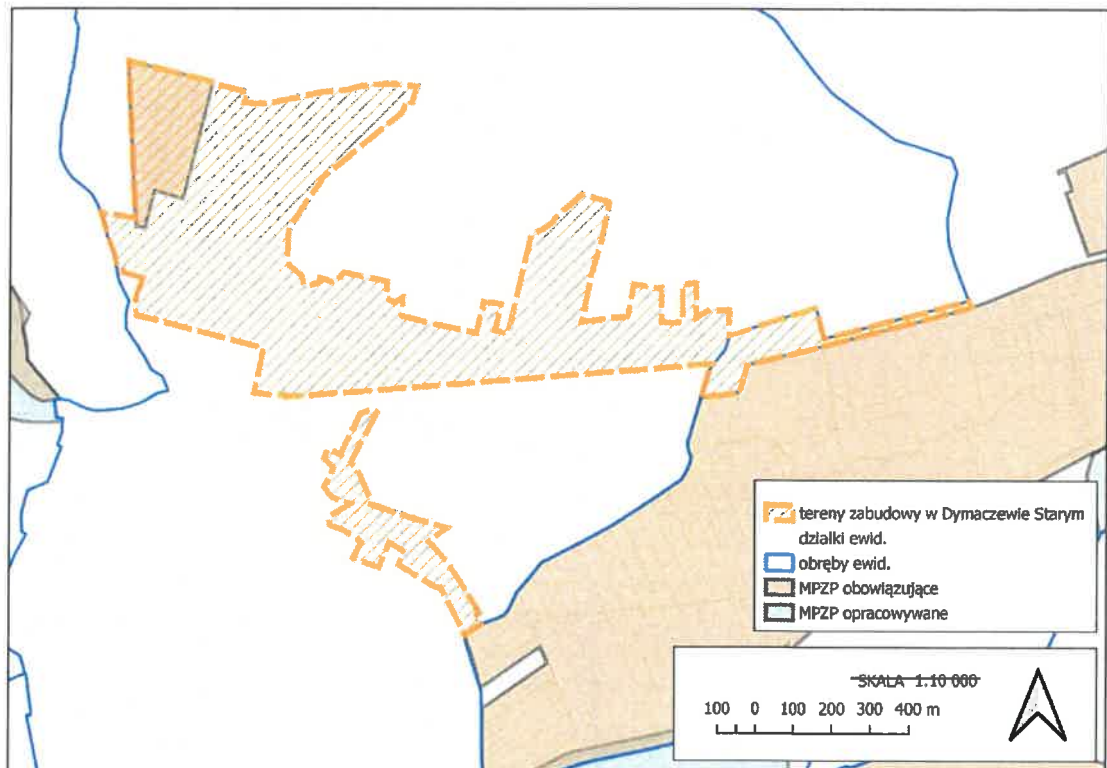 tereny zabudowy w Dymaczewie Starym
działki ewid.
obręby ewid.
MPZP obowiązujące
MPZP opracowywane
SKALA 1:10 000
100 0 100 200 300 400 m